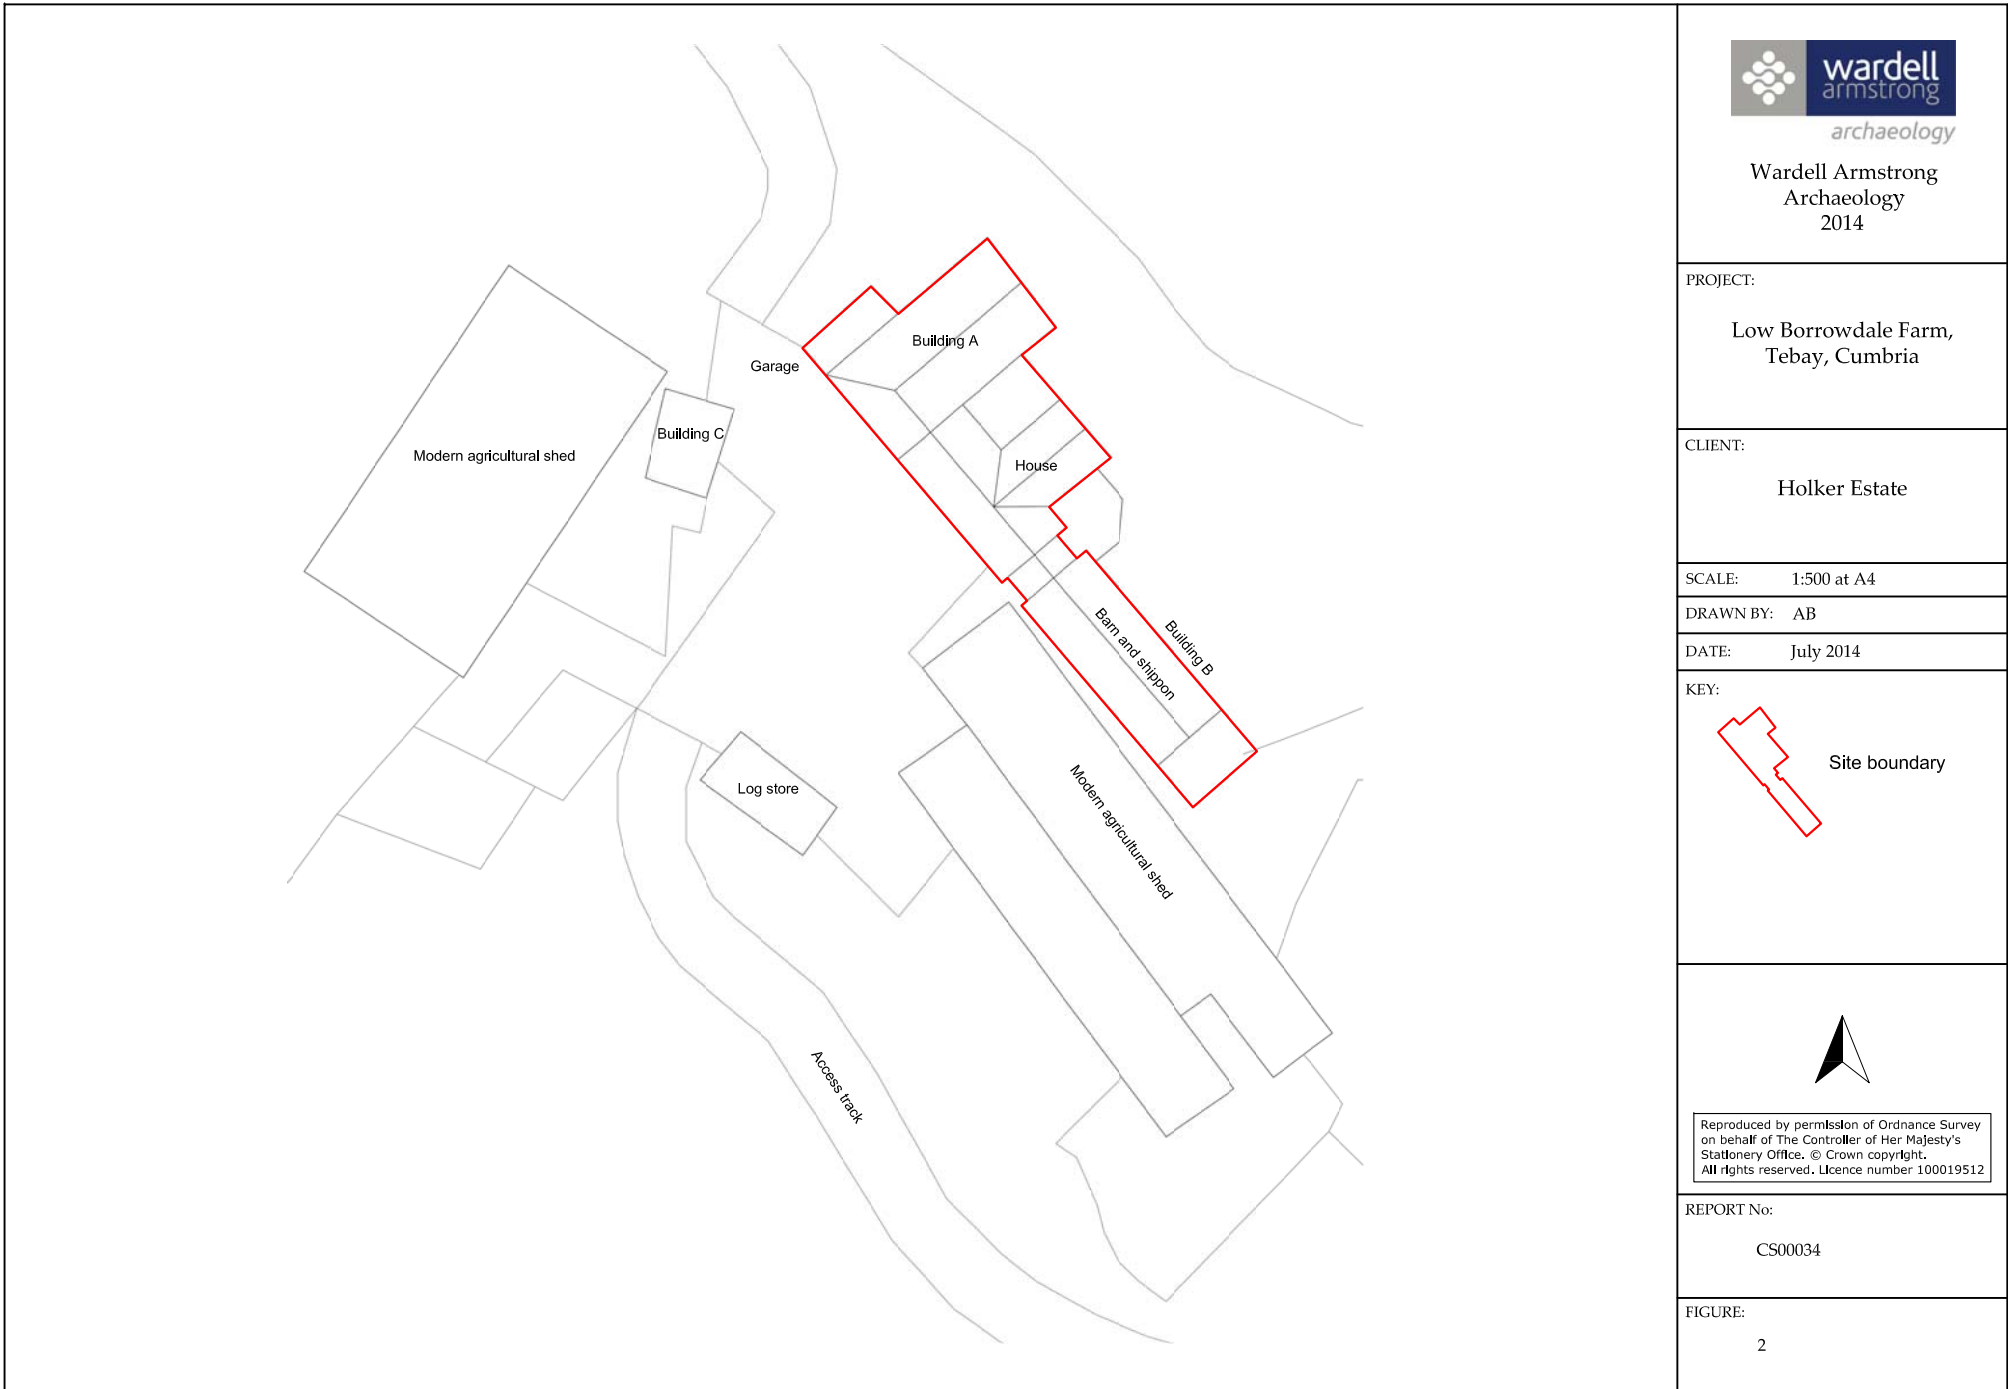 Building A
Garage
Building C
Modern agricultural shed
House
Barn and shippon
Building B
Log store
Modern agricultural shed
Access track
wardell
armstrong
archaeology
Wardell Armstrong
Archaeology
2014
PROJECT:
Low Borrowdale Farm,
Tebay, Cumbria
CLIENT:
Holker Estate
SCALE: 1:500 at A4
DRAWN BY: AB
DATE: July 2014
KEY:
Site boundary
Reproduced by permission of Ordnance Survey
on behalf of The Controller of Her Majesty's
Stationery Office. © Crown copyright.
All rights reserved. Licence number 100019512
REPORT No:
CS00034
FIGURE:
2